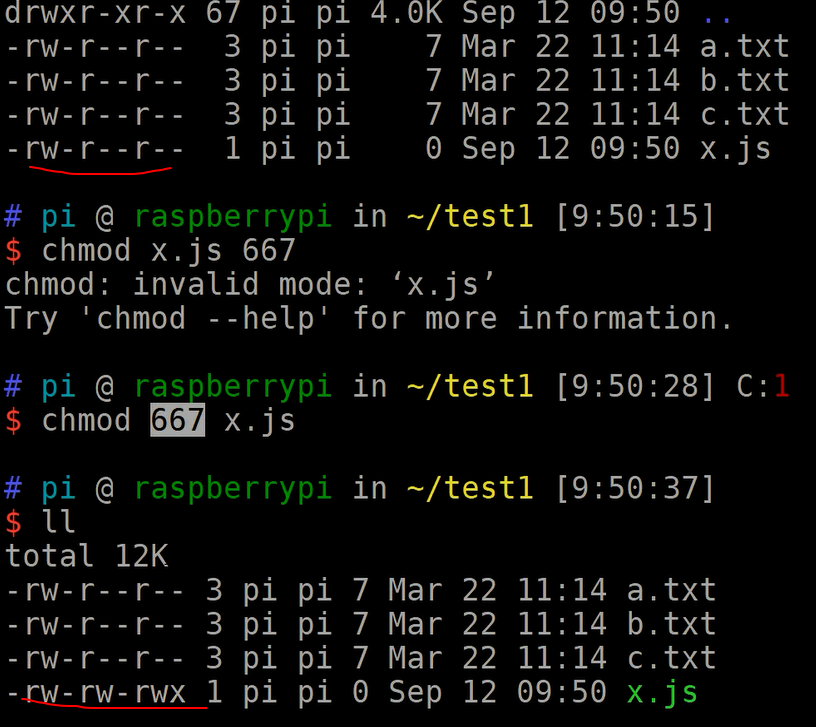 drwxr-xr-x 67 pi pi 4.0K Sep 12 09:50 ..
-rw-r--r--  3 pi pi    7 Mar 22 11:14 a.txt
-rw-r--r--  3 pi pi    7 Mar 22 11:14 b.txt
-rw-r--r--  3 pi pi    7 Mar 22 11:14 c.txt
-rw-r--r--  1 pi pi    0 Sep 12 09:50 x.js
# pi @ raspberrypi in ~/test1 [9:50:15]
$ chmod x.js 667
chmod: invalid mode: ‘x.js’
Try 'chmod --help' for more information.
# pi @ raspberrypi in ~/test1 [9:50:28] C:1
$ chmod 667 x.js
# pi @ raspberrypi in ~/test1 [9:50:37]
$ ll
total 12K
-rw-r--r-- 3 pi pi 7 Mar 22 11:14 a.txt
-rw-r--r-- 3 pi pi 7 Mar 22 11:14 b.txt
-rw-r--r-- 3 pi pi 7 Mar 22 11:14 c.txt
-rw-rw-rwx 1 pi pi 0 Sep 12 09:50 x.js